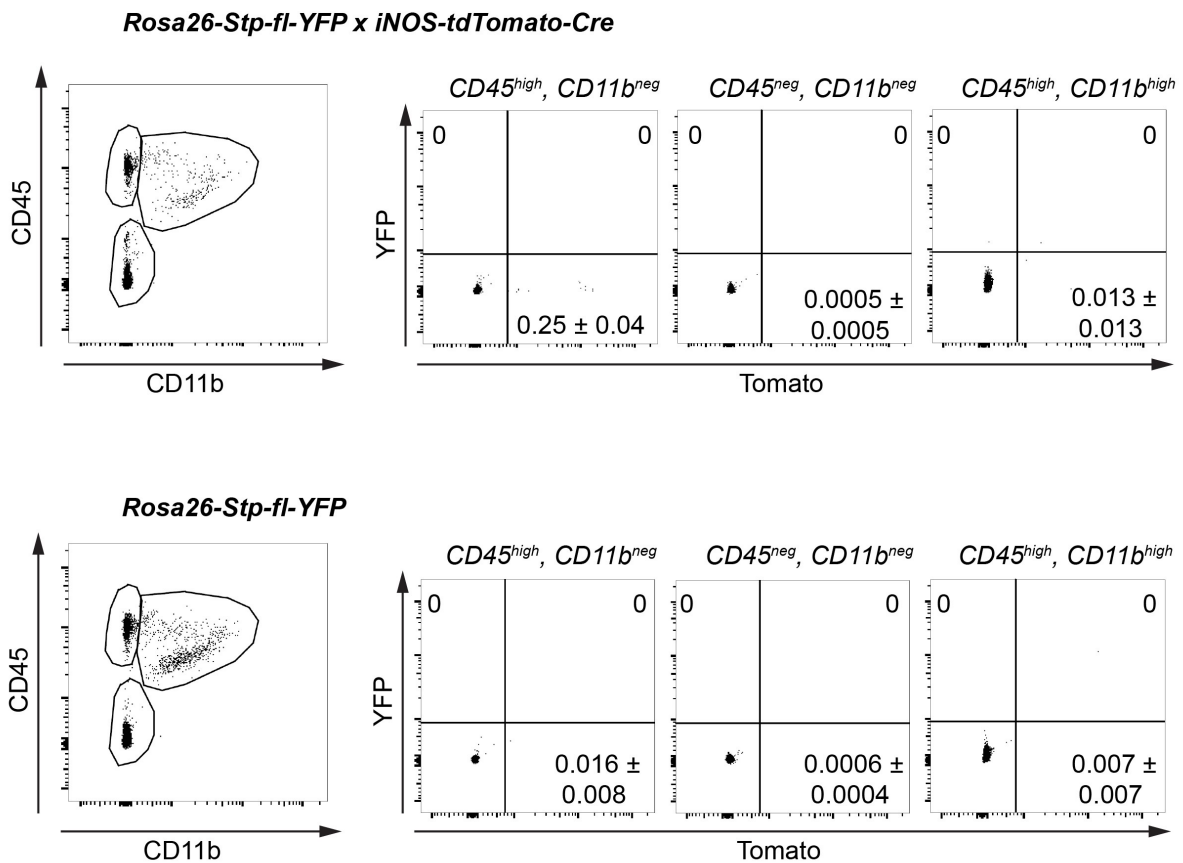 Rosa26-Stp-fl-YFP x iNOS-tdTomato-Cre
CD45high, CD11bneg
CD45neg, CD11bneg
CD45high, CD11bhigh
CD45
CD11b
YFP
0
0
0.25 ± 0.04
0
0
0.0005 ±
0.0005
0
0
0.013 ±
0.013
Tomato
Rosa26-Stp-fl-YFP
CD45high, CD11bneg
CD45neg, CD11bneg
CD45high, CD11bhigh
CD45
CD11b
YFP
0
0
0.016 ±
0.008
0
0
0.0006 ±
0.0004
0
0
0.007 ±
0.007
Tomato